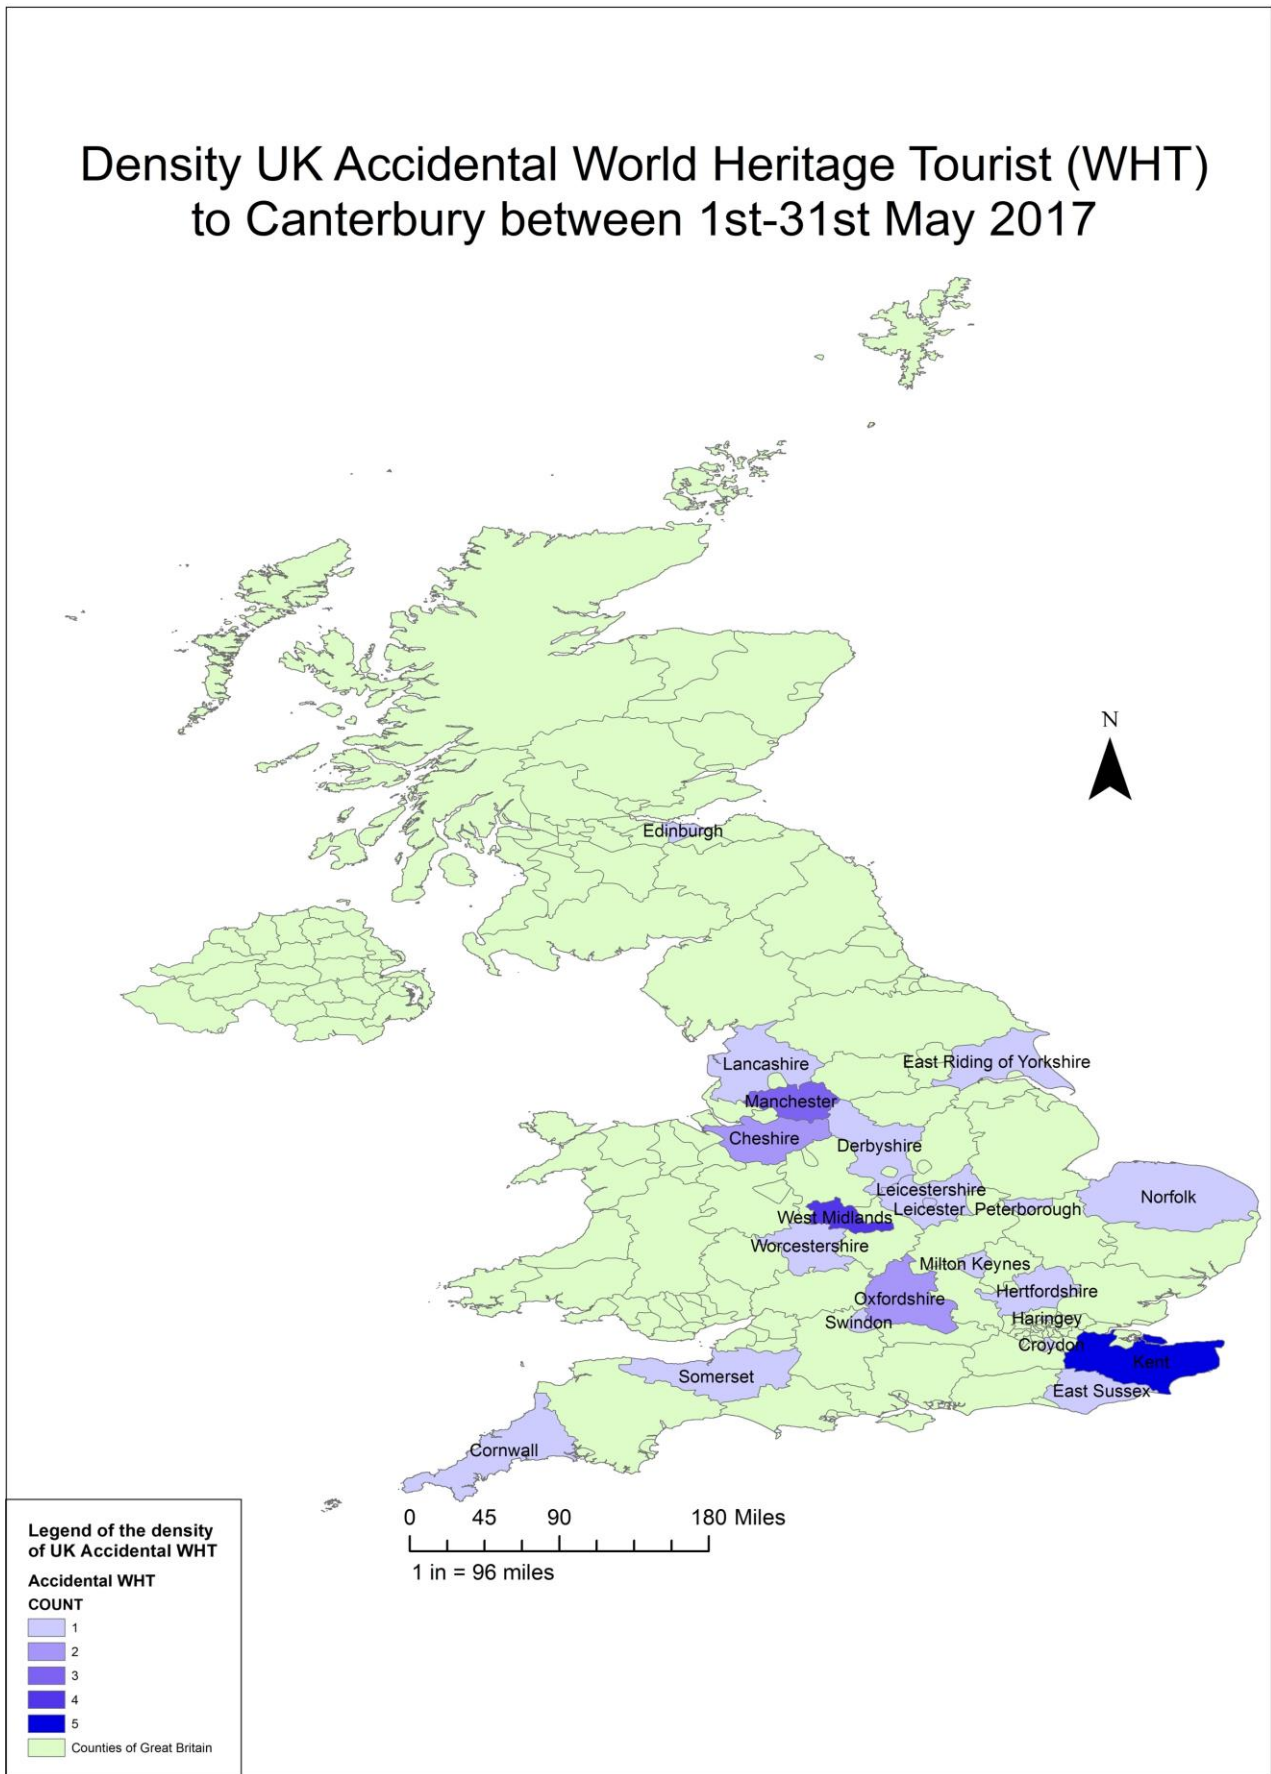 Density UK Accidental World Heritage Tourist (WHT)
to Canterbury between 1st-31st May 2017
N
Edinburgh
Lancashire
East Riding of Yorkshire
Manchester
Cheshire
Derbyshire
Leicestershire
Norfolk
Leicester
Peterborough
West Midlands
Worcestershire
Milton Keynes
Hertfordshire
Oxfordshire
Haringey
Swindon
Croydon
Kent
Somerset
East Sussex
Cornwall
0 45 90 180 Miles
1 in = 96 miles
Legend of the density
of UK Accidental WHT
Accidental WHT
COUNT
1
2
3
4
5
Counties of Great Britain